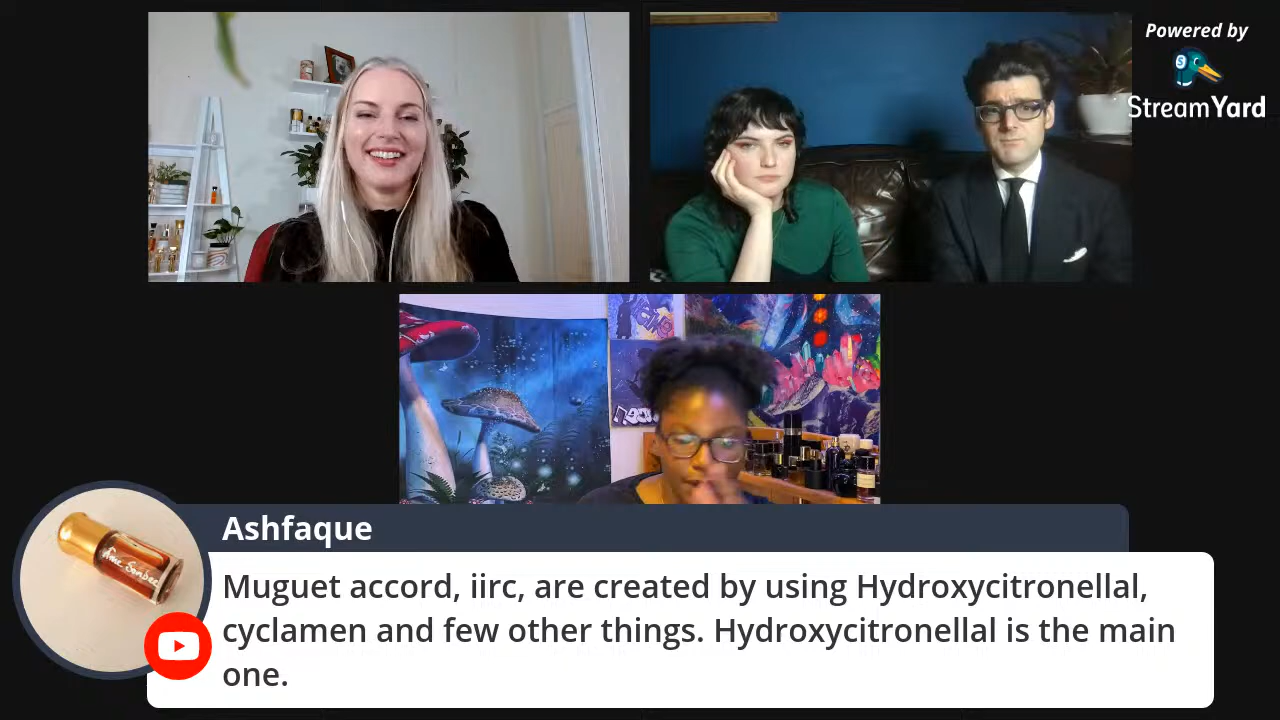 Powered by
StreamYard
Ashfaque
Muguet accord, iirc, are created by using Hydroxycitronellal,
cyclamen and few other things. Hydroxycitronellal is the main
one.